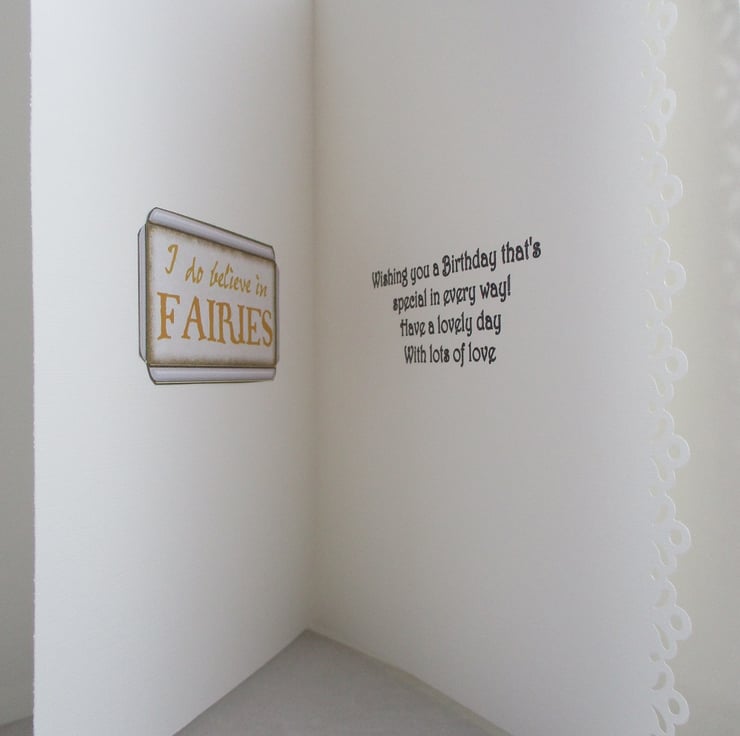 I do believe in
FAIRIES
Wishing you a Birthday that's
special in every way!
Have a lovely day
With lots of love